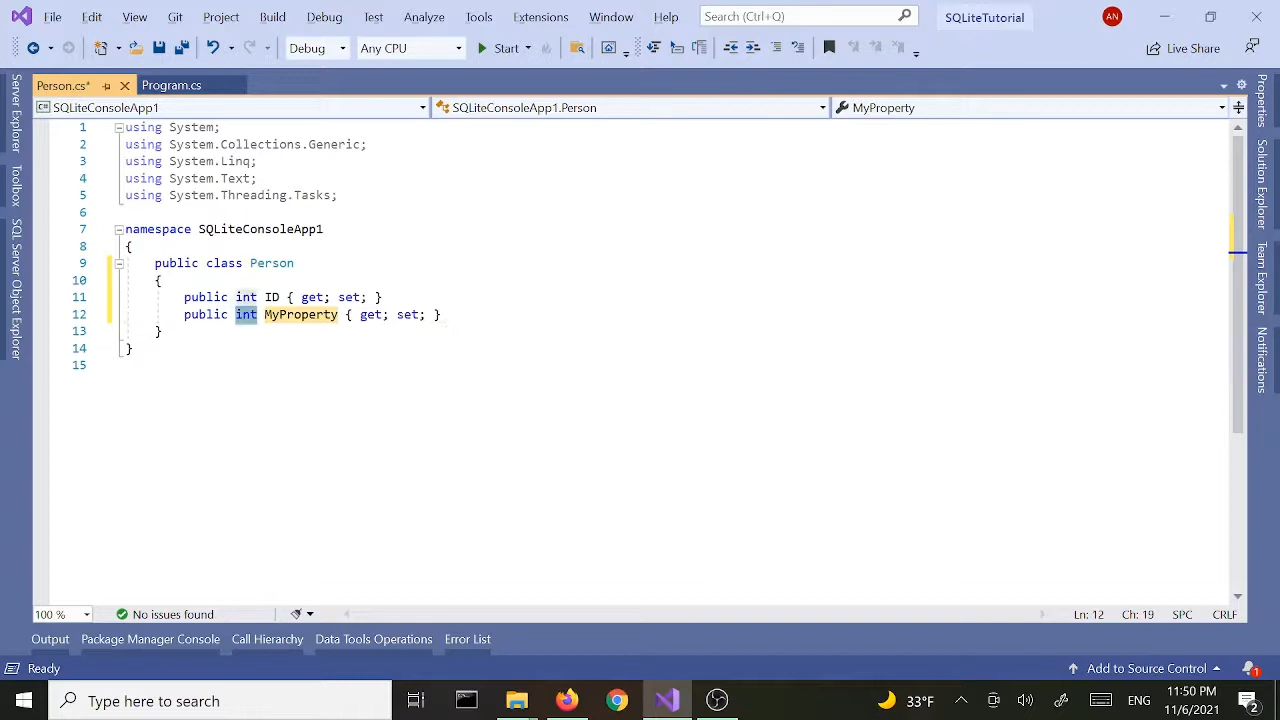 File Edit View Git Project Build Debug Test Analyze Tools Extensions Window Help Search (Ctrl+Q) SQLiteTutorial AN
Debug Any CPU Start Live Share
Person.cs* Program.cs
C# SQLiteConsoleApp1 SQLiteConsoleApp1.Person MyProperty
1 using System;
2 using System.Collections.Generic;
3 using System.Linq;
4 using System.Text;
5 using System.Threading.Tasks;
6
7 namespace SQLiteConsoleApp1
8 {
9 public class Person
10 {
11 public int ID { get; set; }
12 public int MyProperty { get; set; }
13 }
14 }
15
Server Explorer
Toolbox
SQL Server Object Explorer
Properties
Solution Explorer
Team Explorer
Notifications
100 % No issues found Ln: 12 Ch: 19 SPC CRLF
Output Package Manager Console Call Hierarchy Data Tools Operations Error List
Ready Add to Source Control 1
Type here to search 33°F ENG 1:50 PM
11/6/2021 2